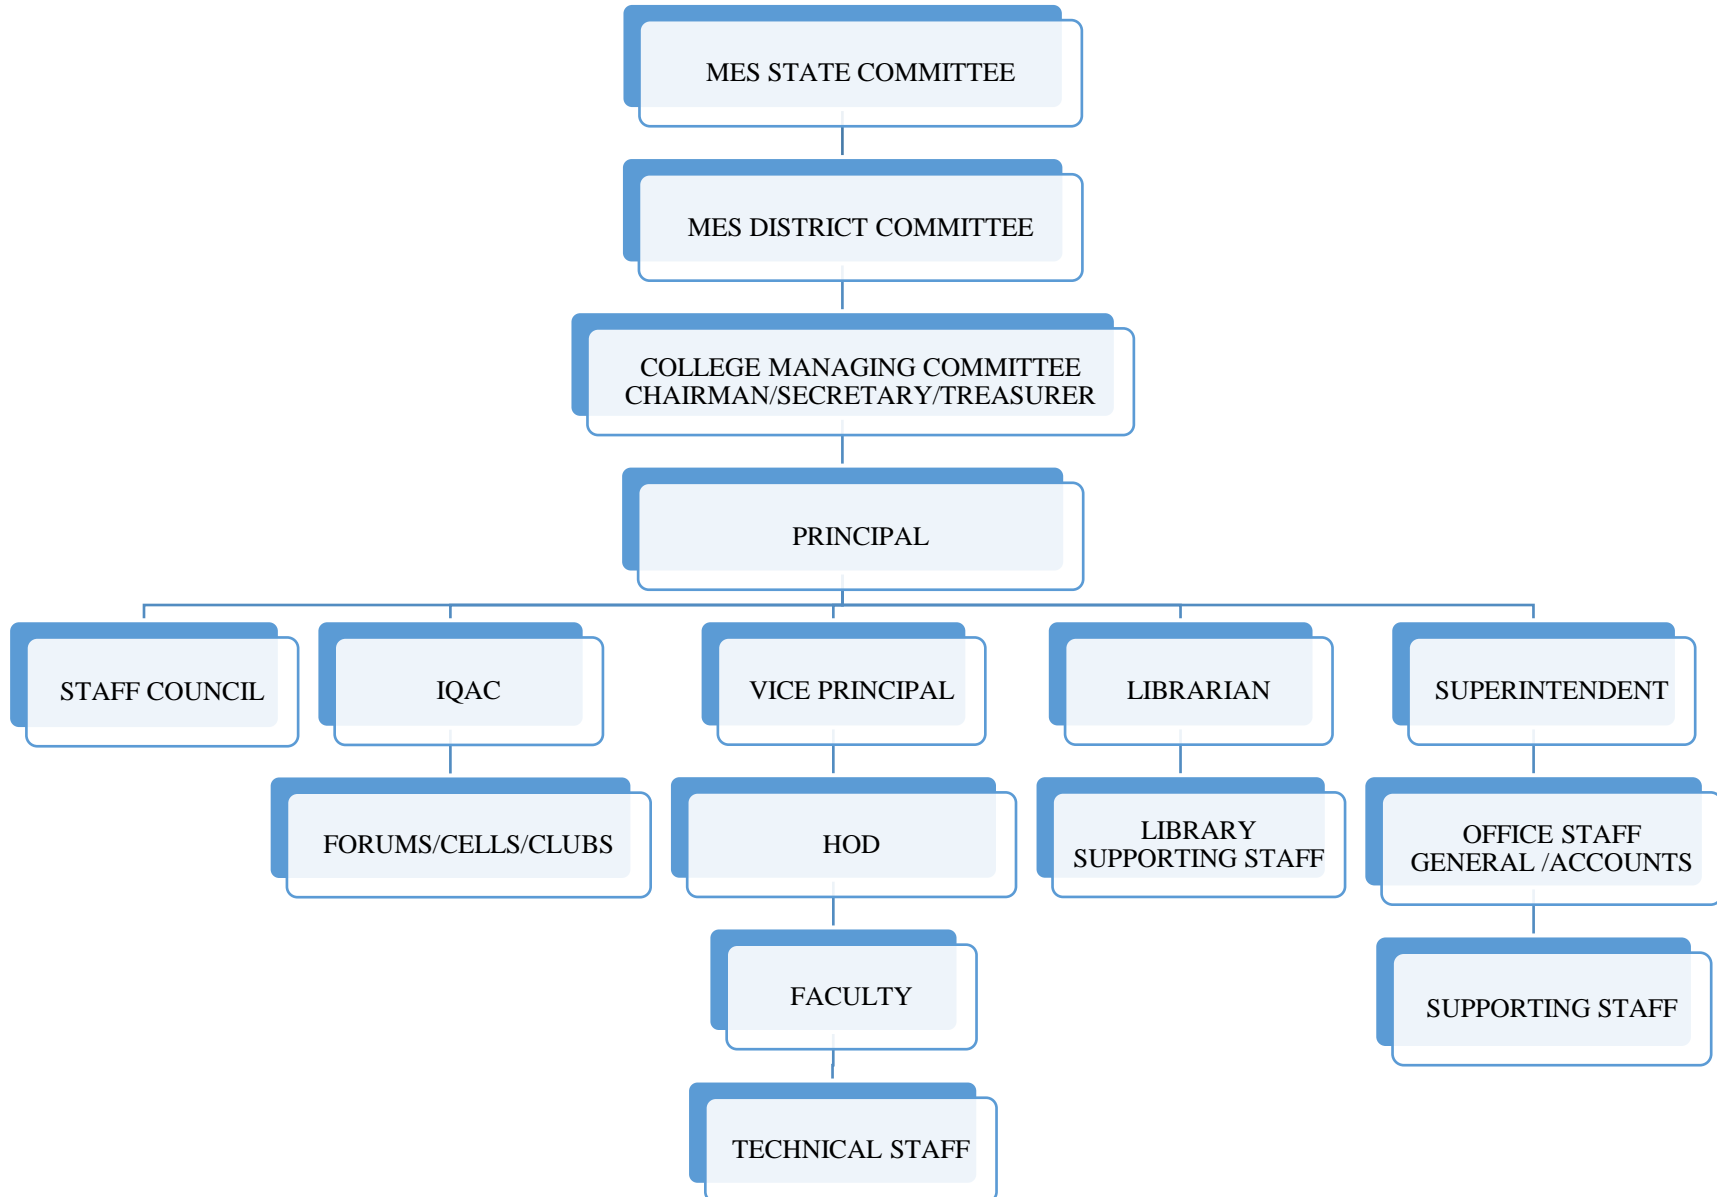 MES STATE COMMITTEE
MES DISTRICT COMMITTEE
COLLEGE MANAGING COMMITTEE
CHAIRMAN/SECRETARY/TREASURER
PRINCIPAL
STAFF COUNCIL
IQAC
VICE PRINCIPAL
LIBRARIAN
SUPERINTENDENT
FORUMS/CELLS/CLUBS
HOD
LIBRARY
SUPPORTING STAFF
OFFICE STAFF
GENERAL /ACCOUNTS
FACULTY
SUPPORTING STAFF
TECHNICAL STAFF